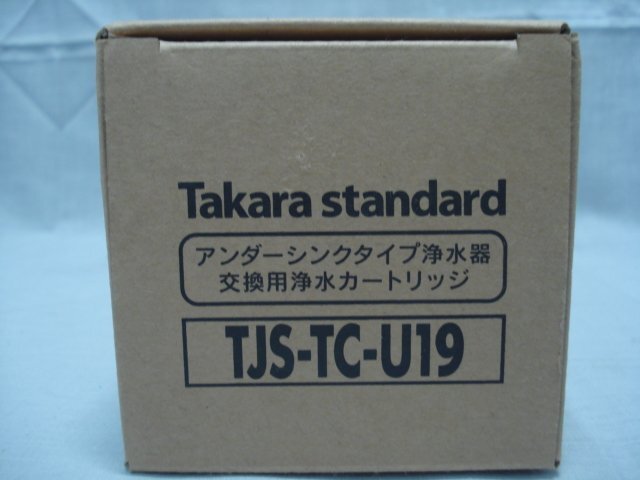 Takara standard
アンダーシンクタイプ浄水器
交換用浄水カートリッジ
TJS-TC-U19